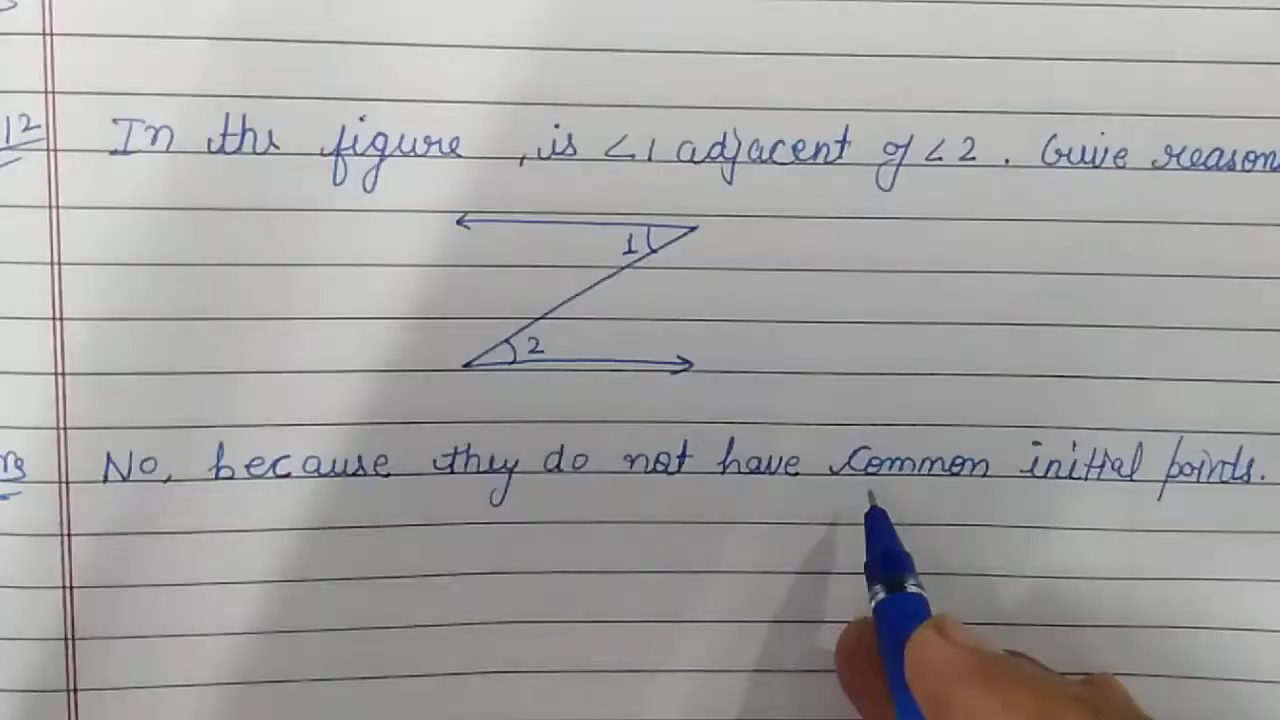 12 In the figure , is ∠1 adjacent of ∠2 . Give reason
1
2
No, because they do not have common initial points.